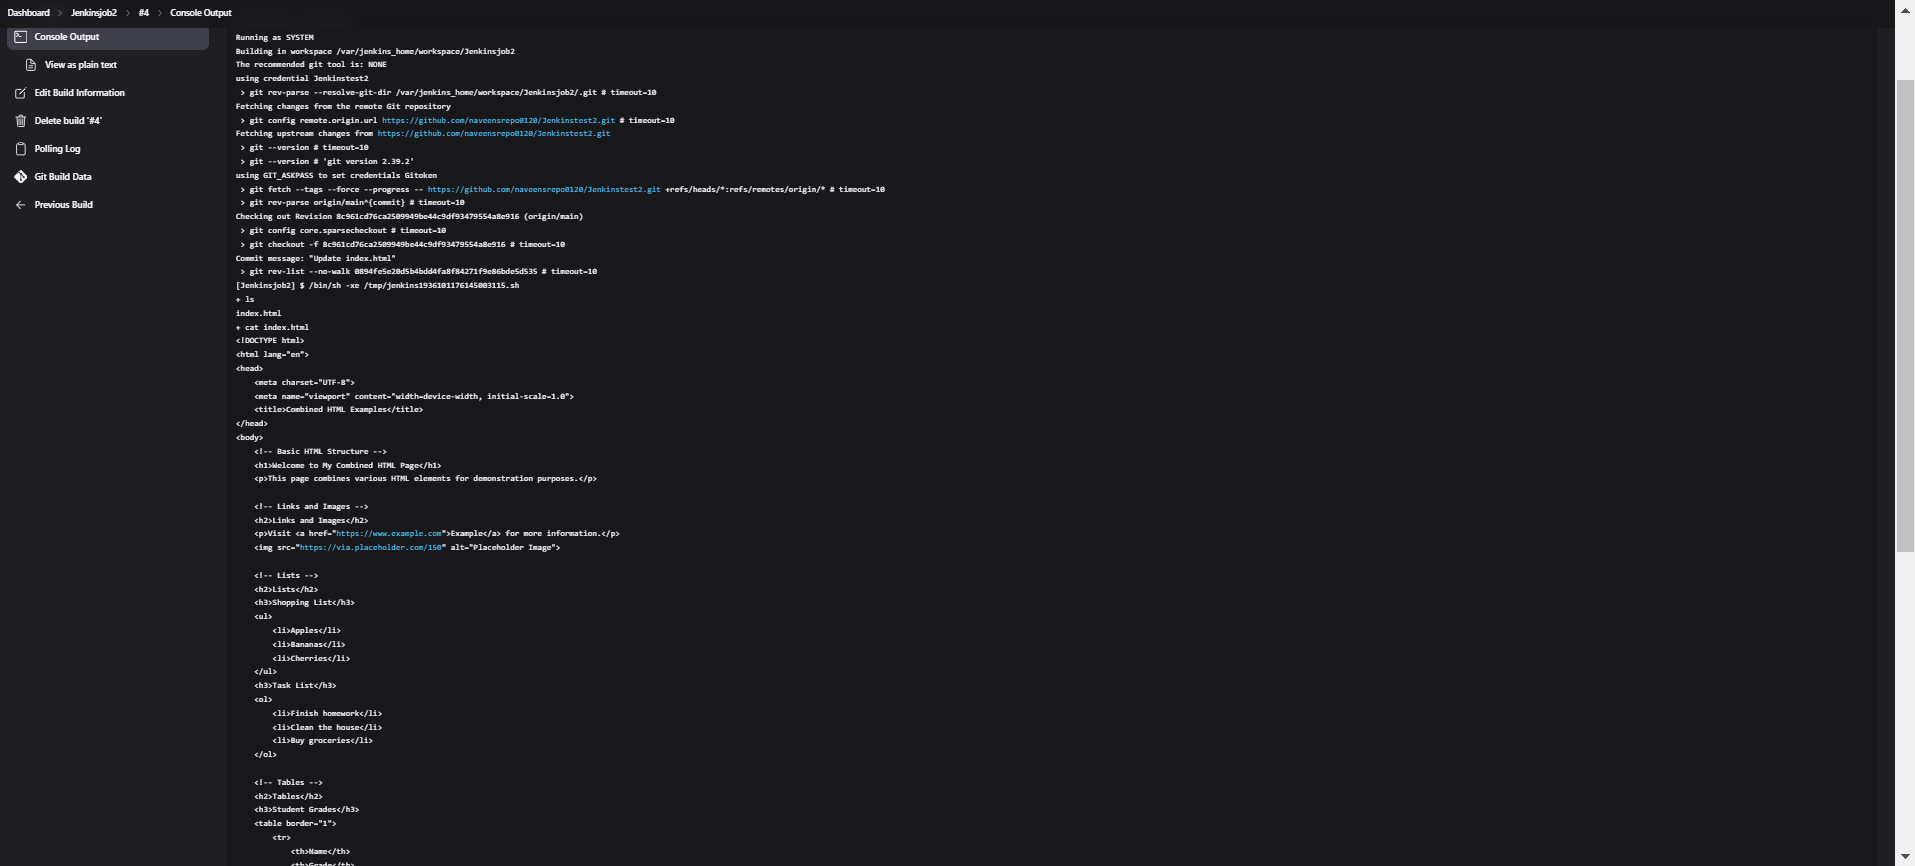 Dashboard > Jenkinsjob2 > #4 > Console Output
Console Output
View as plain text
Edit Build Information
Delete build '#4'
Polling Log
Git Build Data
Previous Build
Running as SYSTEM
Building in workspace /var/jenkins_home/workspace/Jenkinsjob2
The recommended git tool is: NONE
using credential Jenkinstest2
 > git rev-parse --resolve-git-dir /var/jenkins_home/workspace/Jenkinsjob2/.git # timeout=10
Fetching changes from the remote Git repository
 > git config remote.origin.url https://github.com/naveensrepo0120/Jenkinstest2.git # timeout=10
Fetching upstream changes from https://github.com/naveensrepo0120/Jenkinstest2.git
 > git --version # timeout=10
 > git --version # 'git version 2.39.2'
using GIT_ASKPASS to set credentials Gitoken
 > git fetch --tags --force --progress -- https://github.com/naveensrepo0120/Jenkinstest2.git +refs/heads/*:refs/remotes/origin/* # timeout=10
 > git rev-parse origin/main^{commit} # timeout=10
Checking out Revision 8c961cd76ca2509949be44c9df93479554a8e916 (origin/main)
 > git config core.sparsecheckout # timeout=10
 > git checkout -f 8c961cd76ca2509949be44c9df93479554a8e916 # timeout=10
Commit message: "Update index.html"
 > git rev-list --no-walk 0894fe5e20d5b4bdd4fa8f84271f9e86bde5d535 # timeout=10
[Jenkinsjob2] $ /bin/sh -xe /tmp/jenkins1936101176145003115.sh
+ ls
index.html
+ cat index.html
<!DOCTYPE html>
<html lang="en">
<head>
    <meta charset="UTF-8">
    <meta name="viewport" content="width=device-width, initial-scale=1.0">
    <title>Combined HTML Examples</title>
</head>
<body>
    <!-- Basic HTML Structure -->
    <h1>Welcome to My Combined HTML Page</h1>
    <p>This page combines various HTML elements for demonstration purposes.</p>
    <!-- Links and Images -->
    <h2>Links and Images</h2>
    <p>Visit <a href="https://www.example.com">Example</a> for more information.</p>
    <img src="https://via.placeholder.com/150" alt="Placeholder Image">
    <!-- Lists -->
    <h2>Lists</h2>
    <h3>Shopping List</h3>
    <ul>
        <li>Apples</li>
        <li>Bananas</li>
        <li>Cherries</li>
    </ul>
    <h3>Task List</h3>
    <ol>
        <li>Finish homework</li>
        <li>Clean the house</li>
        <li>Buy groceries</li>
    </ol>
    <!-- Tables -->
    <h2>Tables</h2>
    <h3>Student Grades</h3>
    <table border="1">
        <tr>
            <th>Name</th>
            <th>Grade</th>